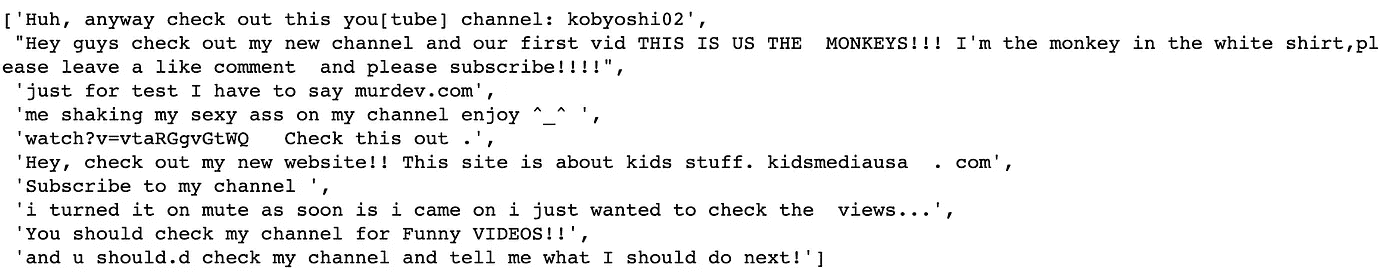 ['Huh, anyway check out this you[tube] channel: kobyoshi02',
 "Hey guys check out my new channel and our first vid THIS IS US THE  MONKEYS!!! I'm the monkey in the white shirt,pl
ease leave a like comment  and please subscribe!!!!",
 'just for test I have to say murdev.com',
 'me shaking my sexy ass on my channel enjoy ^_^ ',
 'watch?v=vtaRGgvGtWQ   Check this out .',
 'Hey, check out my new website!! This site is about kids stuff. kidsmediausa  . com',
 'Subscribe to my channel ',
 'i turned it on mute as soon is i came on i just wanted to check the  views...',
 'You should check my channel for Funny VIDEOS!!',
 'and u should.d check my channel and tell me what I should do next!']